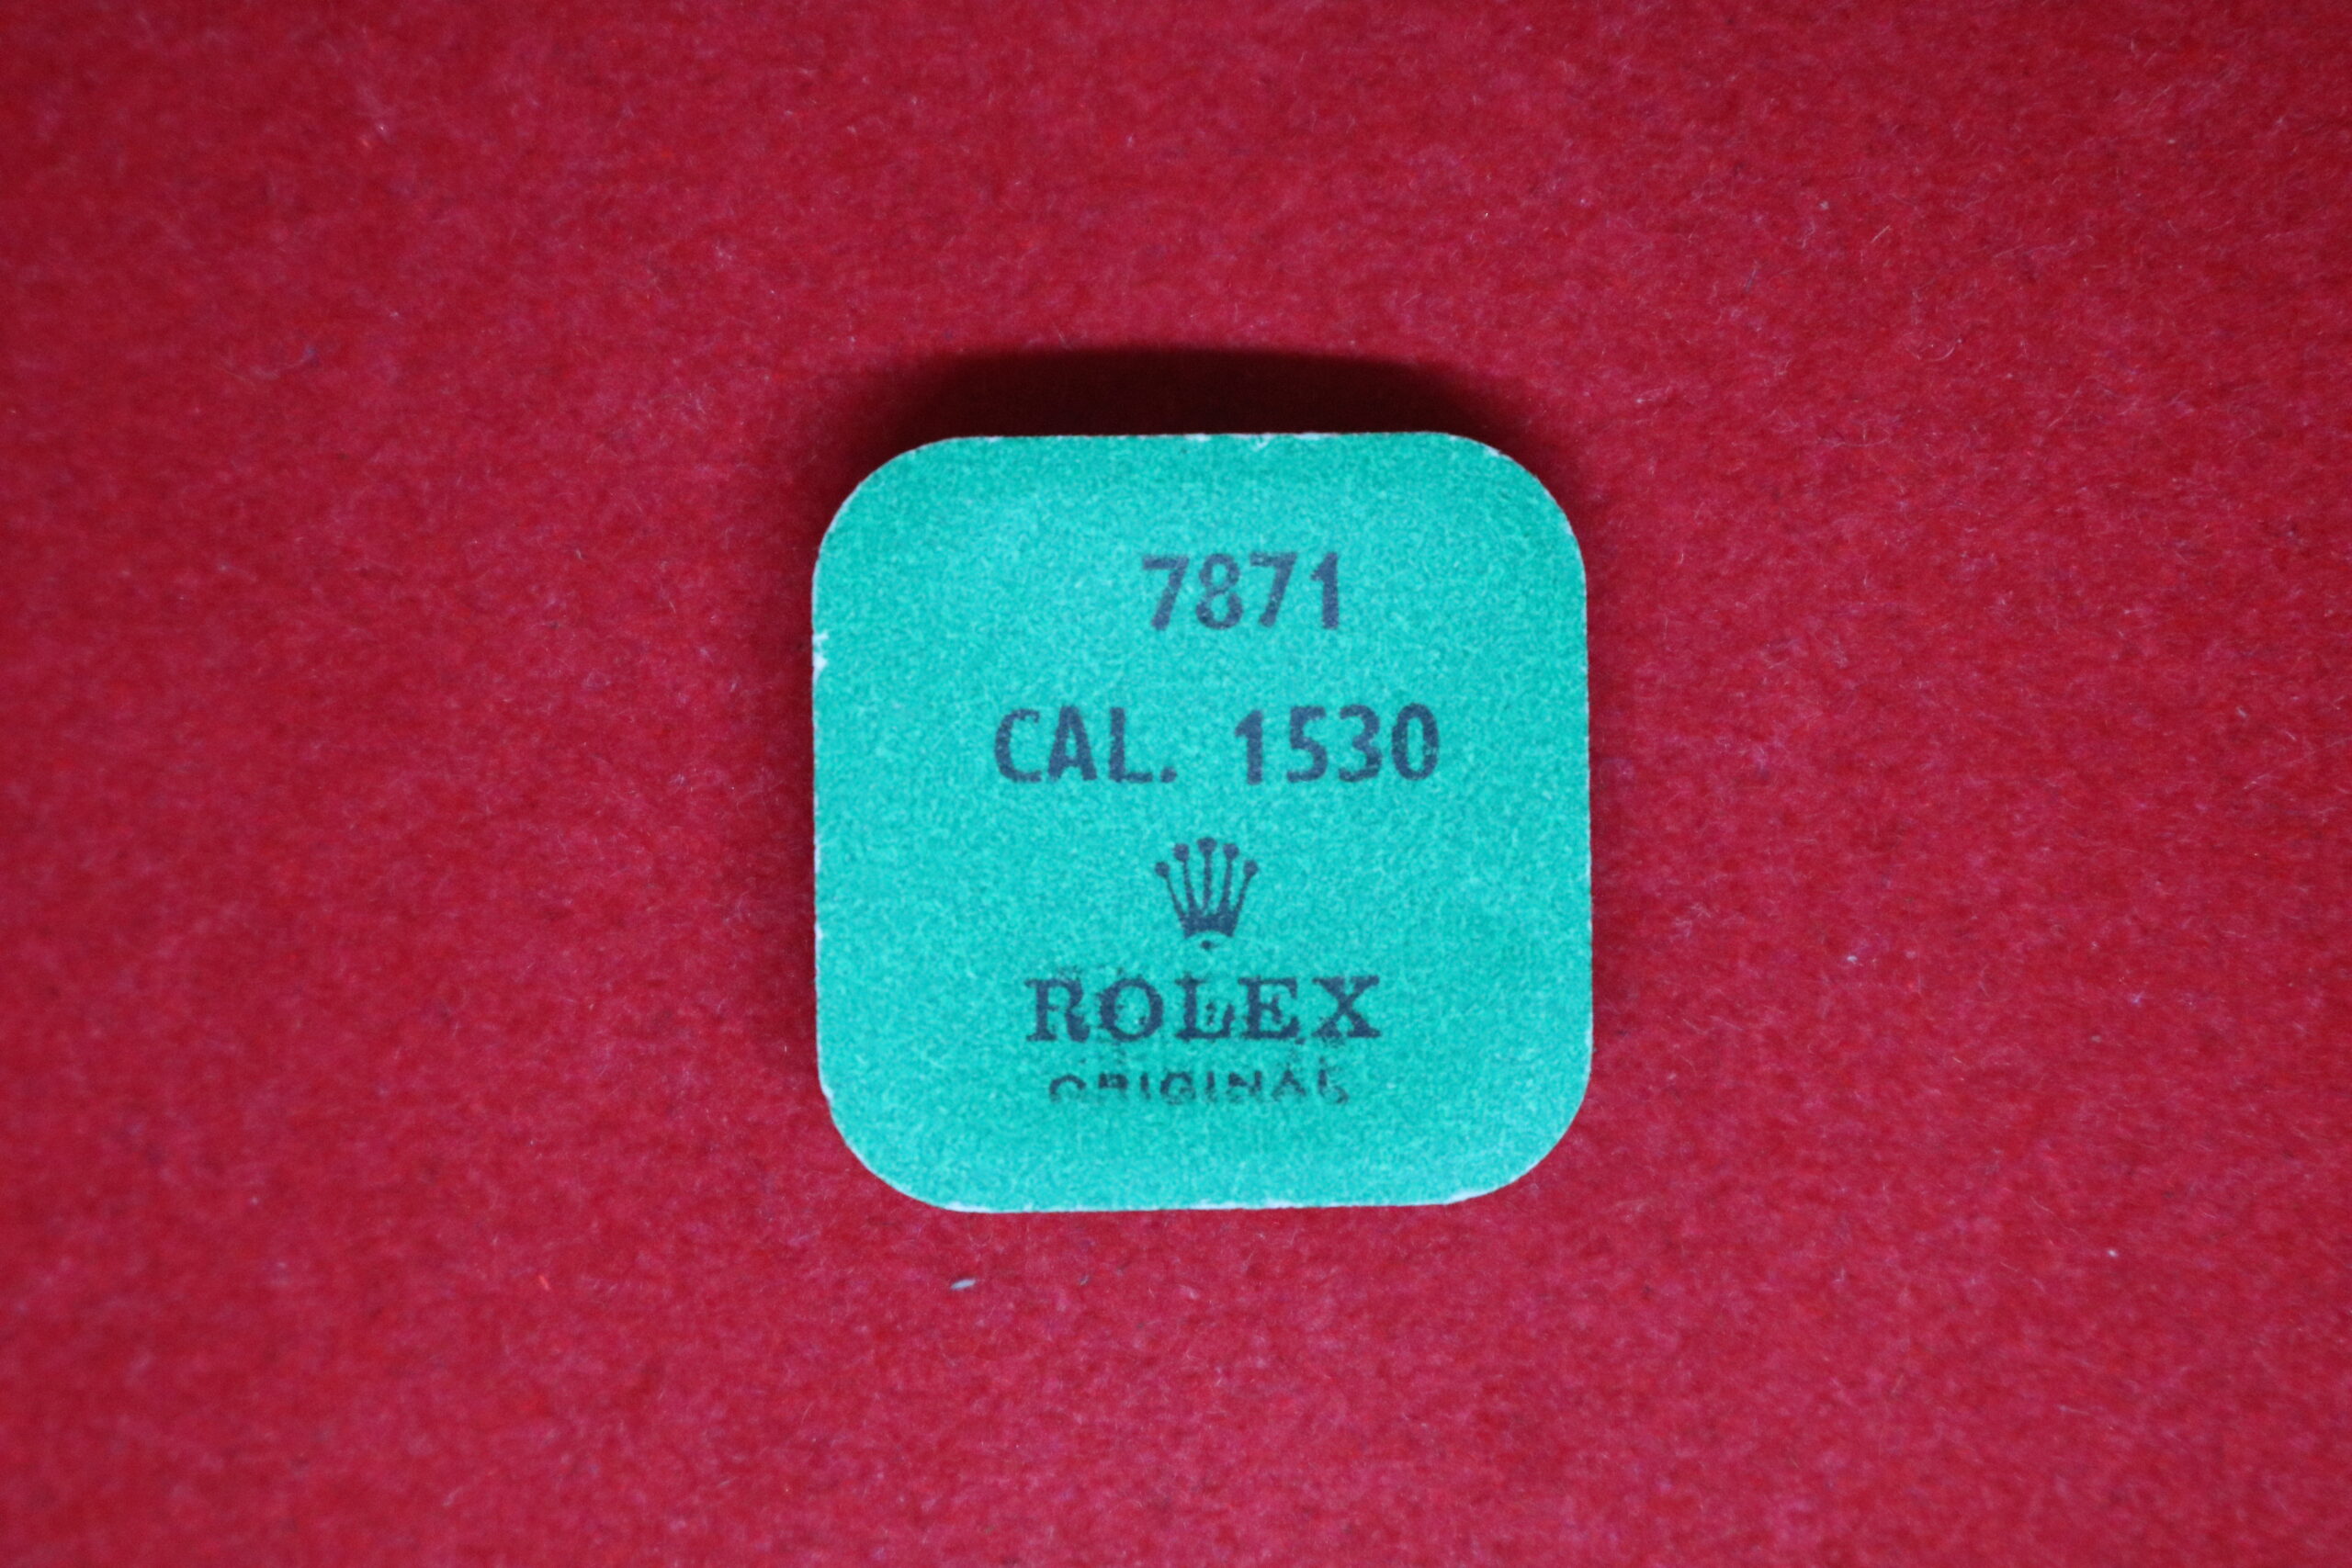 7871
CAL. 1530
ROLEX
ORIGINAL